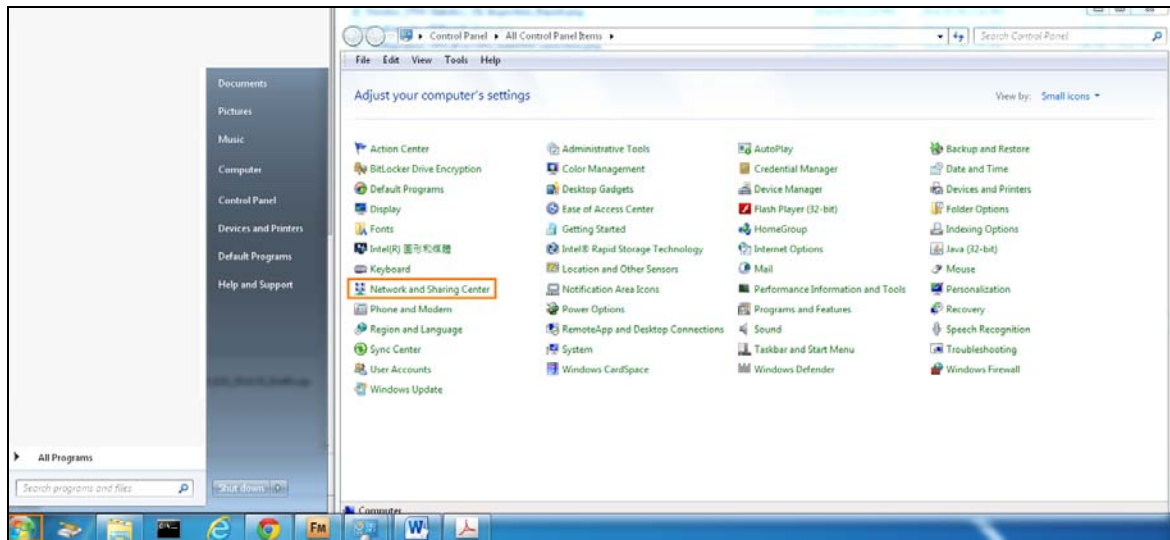 Control Panel ▸ All Control Panel Items ▸
Search Control Panel
File Edit View Tools Help
Adjust your computer's settings
View by: Small icons
Action Center
Administrative Tools
AutoPlay
Backup and Restore
BitLocker Drive Encryption
Color Management
Credential Manager
Date and Time
Default Programs
Desktop Gadgets
Device Manager
Devices and Printers
Display
Ease of Access Center
Flash Player (32-bit)
Folder Options
Fonts
Getting Started
HomeGroup
Indexing Options
Intel(R) 圖形和媒體
Intel® Rapid Storage Technology
Internet Options
Java (32-bit)
Keyboard
Location and Other Sensors
Mail
Mouse
Network and Sharing Center
Notification Area Icons
Performance Information and Tools
Personalization
Phone and Modem
Power Options
Programs and Features
Recovery
Region and Language
RemoteApp and Desktop Connections
Sound
Speech Recognition
Sync Center
System
Taskbar and Start Menu
Troubleshooting
User Accounts
Windows CardSpace
Windows Defender
Windows Firewall
Windows Update
Computer
Documents
Pictures
Music
Computer
Control Panel
Devices and Printers
Default Programs
Help and Support
All Programs
Search programs and files
Shut down
FM
W